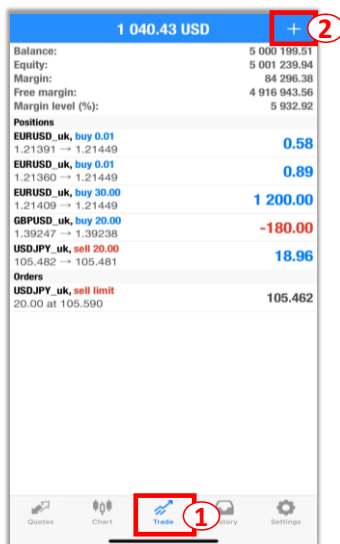 1 040.43 USD
+
2
Balance: 5 000 199.51
Equity: 5 001 239.94
Margin: 84 296.38
Free margin: 4 916 943.56
Margin level (%): 5 932.92
Positions
EURUSD_uk, buy 0.01
1.21391 → 1.21449
0.58
EURUSD_uk, buy 0.01
1.21360 → 1.21449
0.89
EURUSD_uk, buy 30.00
1.21409 → 1.21449
1 200.00
GBPUSD_uk, buy 20.00
1.39247 → 1.39238
-180.00
USDJPY_uk, sell 20.00
105.482 → 105.481
18.96
Orders
USDJPY_uk, sell limit
20.00 at 105.590
105.462
1
Quotes
Chart
Trade
tory
Settings